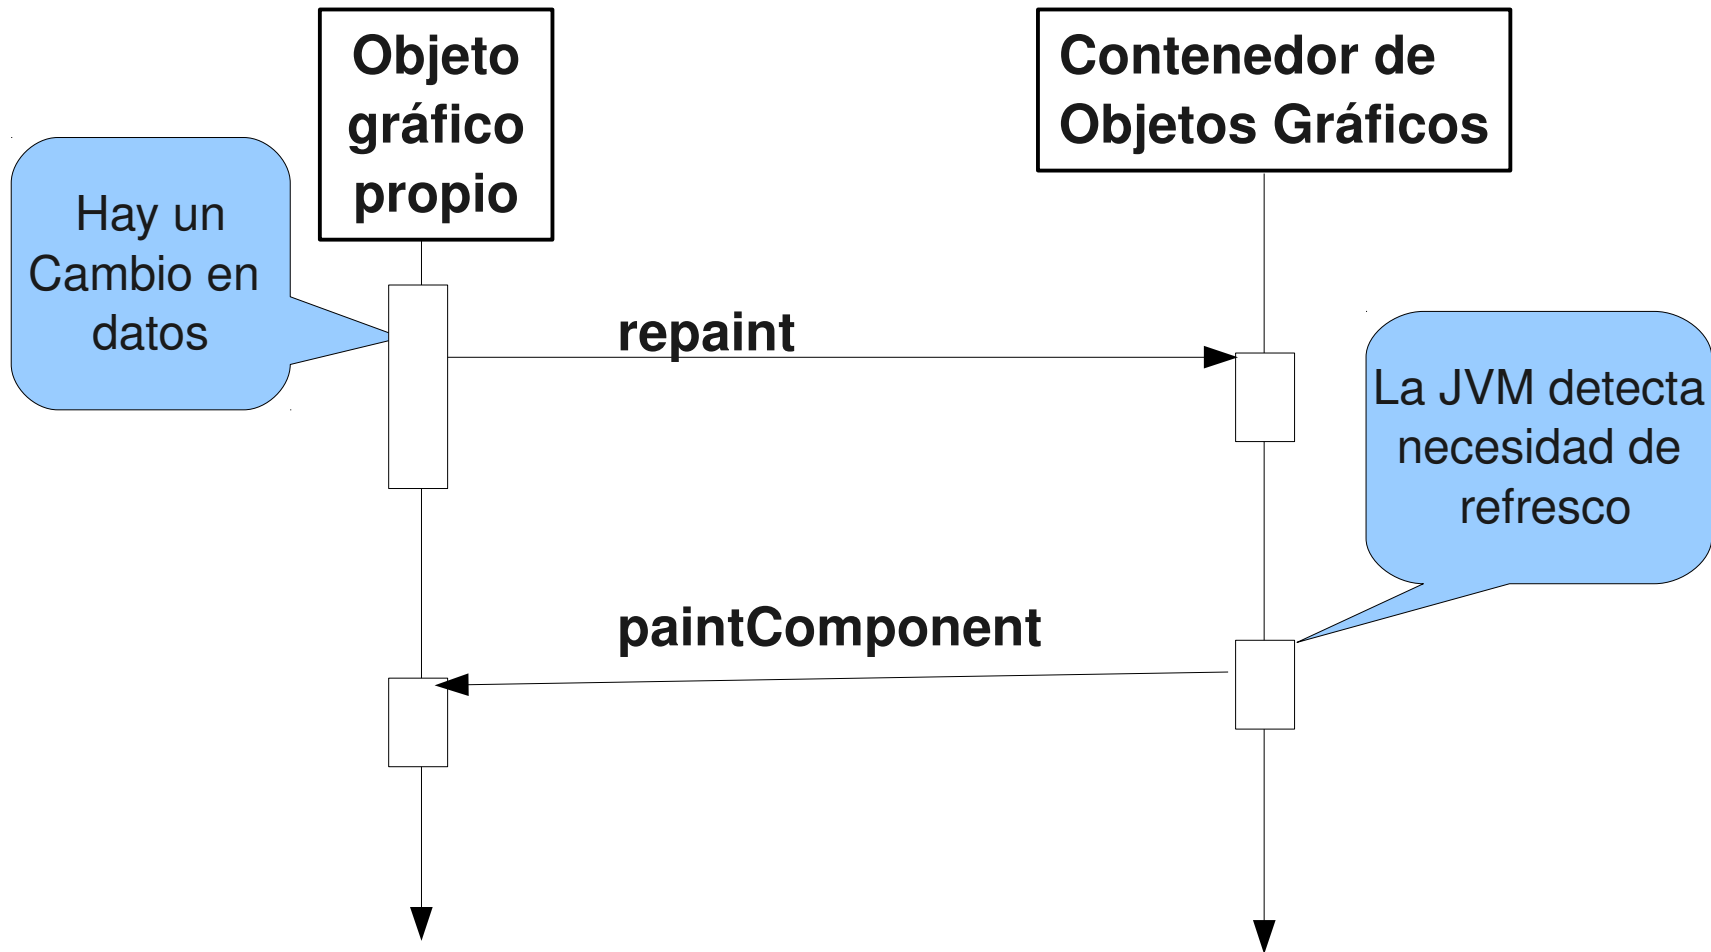 Objeto
gráfico
propio
Contenedor de
Objetos Gráficos
Hay un
Cambio en
datos
repaint
La JVM detecta
necesidad de
refresco
paintComponent